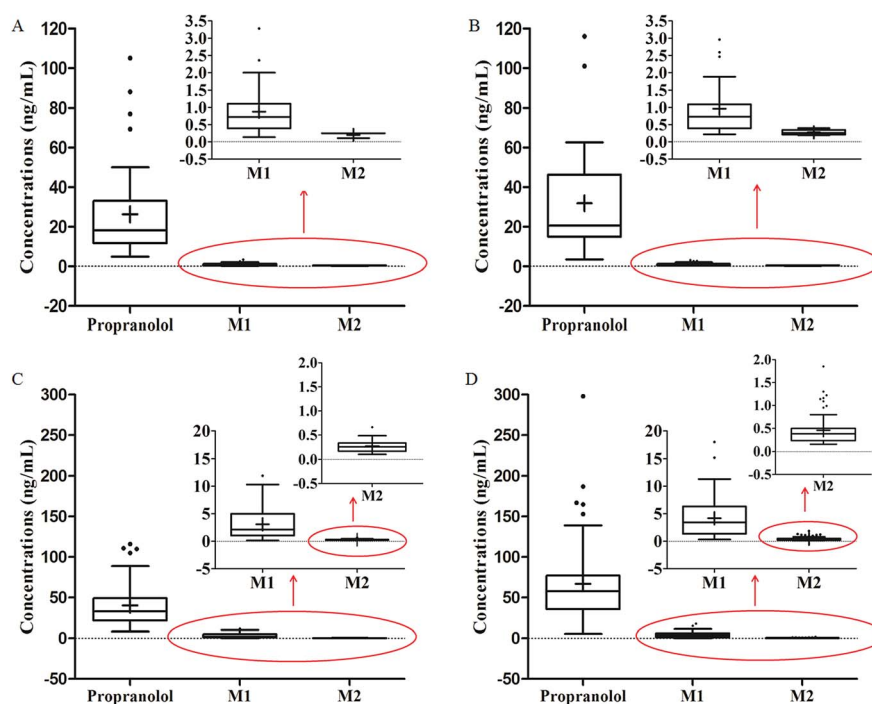 A
Concentrations (ng/mL)
120
100
80
60
40
20
0
-20
Propranolol
M1
M2
3.5
3.0
2.5
2.0
1.5
1.0
0.5
0.0
-0.5
M1
M2
B
Concentrations (ng/mL)
120
100
80
60
40
20
0
-20
Propranolol
M1
M2
3.5
3.0
2.5
2.0
1.5
1.0
0.5
0.0
-0.5
M1
M2
C
Concentrations (ng/mL)
300
250
200
150
100
50
0
-50
Propranolol
M1
M2
20
15
10
5
0
-5
M1
M2
2.0
1.5
1.0
0.5
0.0
-0.5
M2
D
Concentrations (ng/mL)
300
250
200
150
100
50
0
-50
Propranolol
M1
M2
20
15
10
5
0
-5
M1
M2
2.0
1.5
1.0
0.5
0.0
-0.5
M2